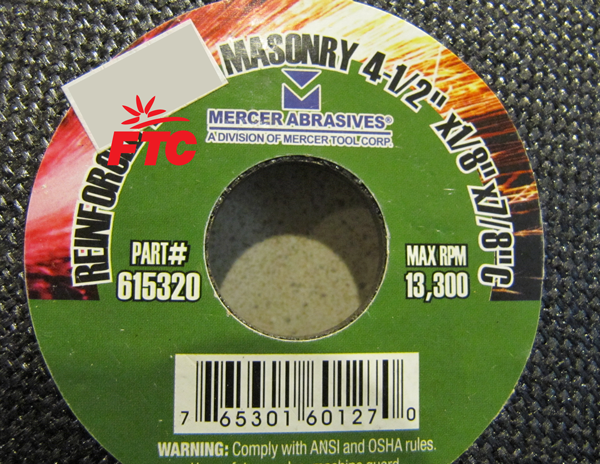 REINFORC
MASONRY 4-1/2" X1/8" X7/8" C
FTC
MERCER ABRASIVES®
A DIVISION OF MERCER TOOL CORP.
PART#
615320
MAX RPM
13,300
7 65301 60127 0
WARNING: Comply with ANSI and OSHA rules.